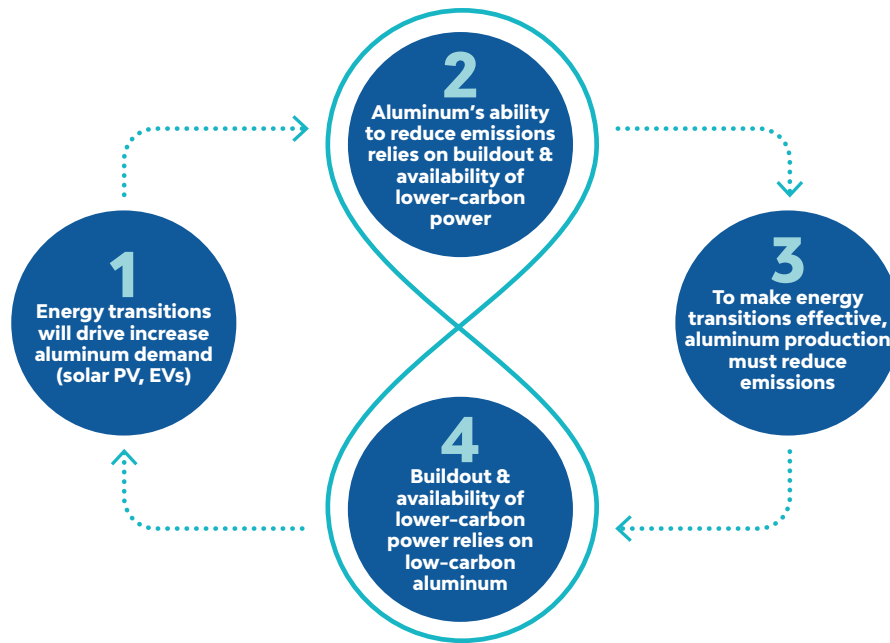 1
Energy transitions
will drive increase
aluminum demand
(solar PV, EVs)
2
Aluminum's ability
to reduce emissions
relies on buildout &
availability of
lower-carbon
power
3
To make energy
transitions effective,
aluminum production
must reduce
emissions
4
Buildout &
availability of
lower-carbon
power relies on
low-carbon
aluminum